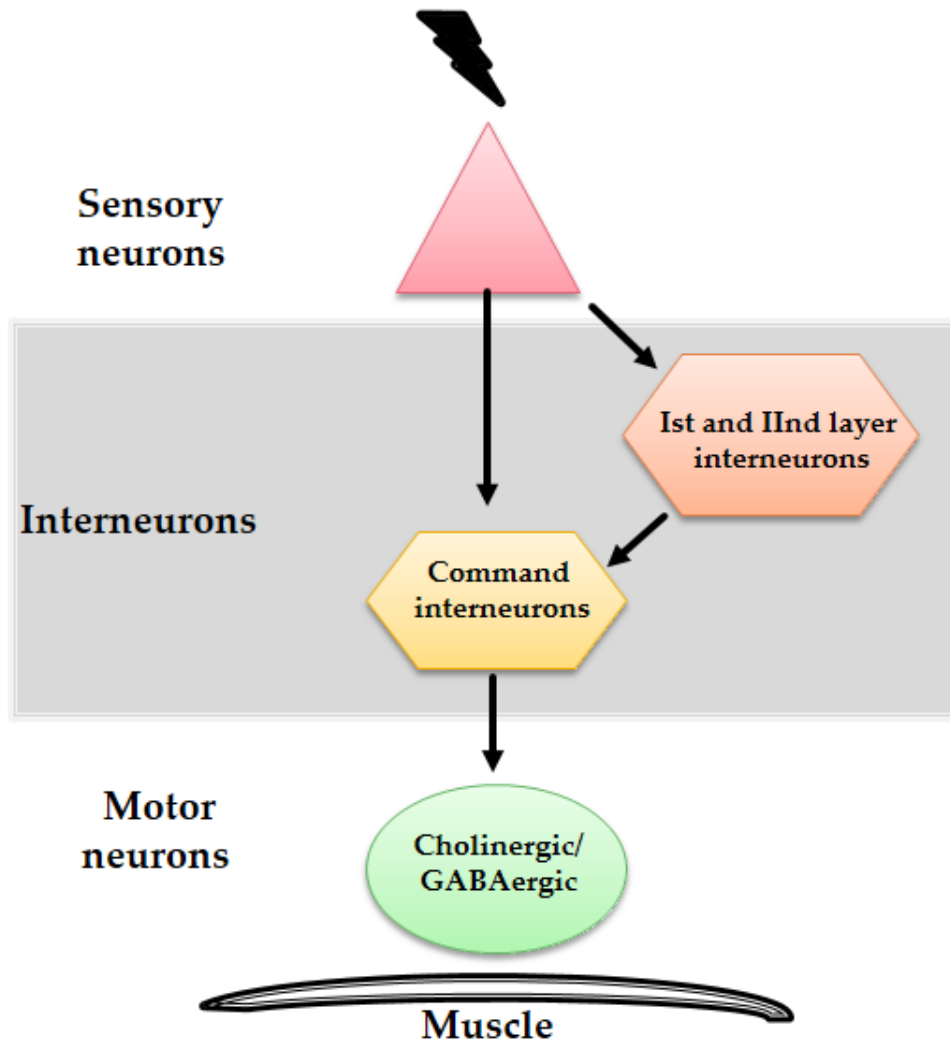 Sensory
neurons
Ist and IInd layer
interneurons
Interneurons
Command
interneurons
Motor
neurons
Cholinergic/
GABAergic
Muscle